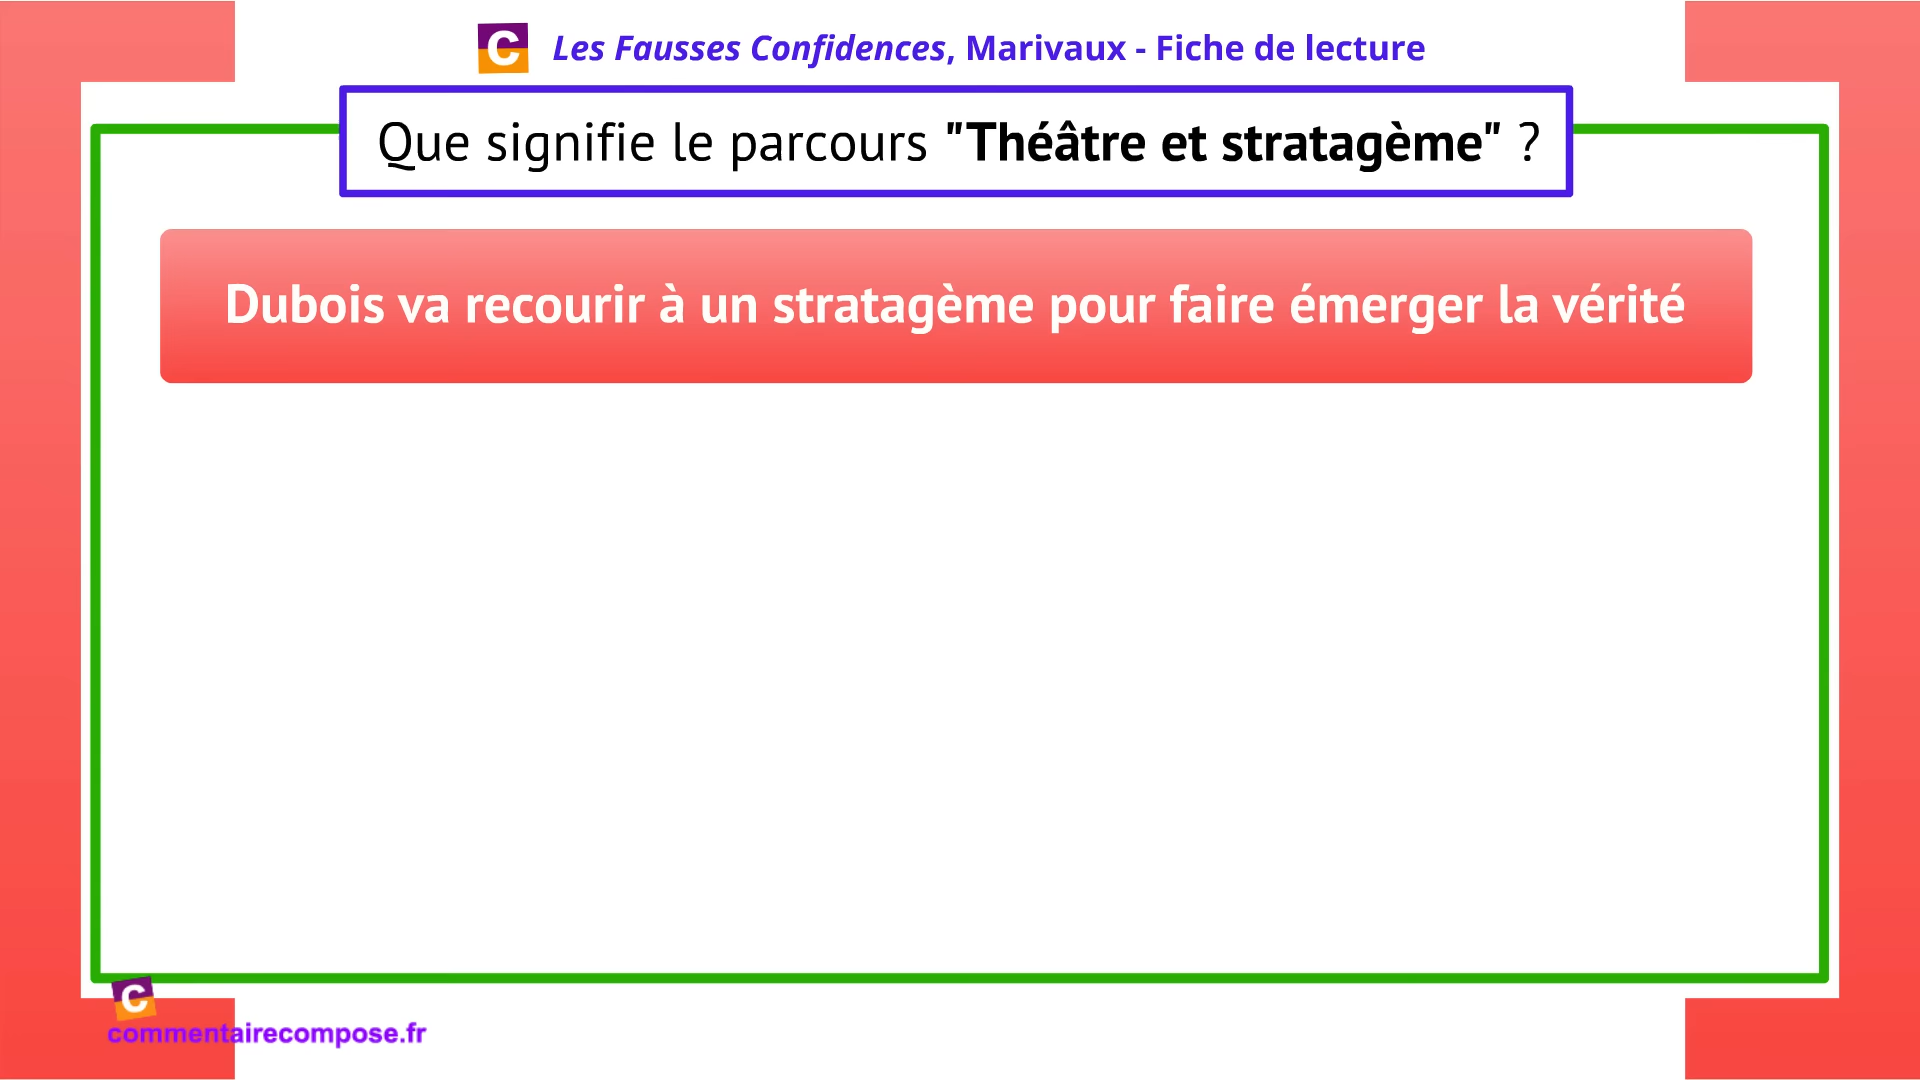 C Les Fausses Confidences, Marivaux - Fiche de lecture
Que signifie le parcours "Théâtre et stratagème" ?
Dubois va recourir à un stratagème pour faire émerger la vérité
C
commentairecompose.fr